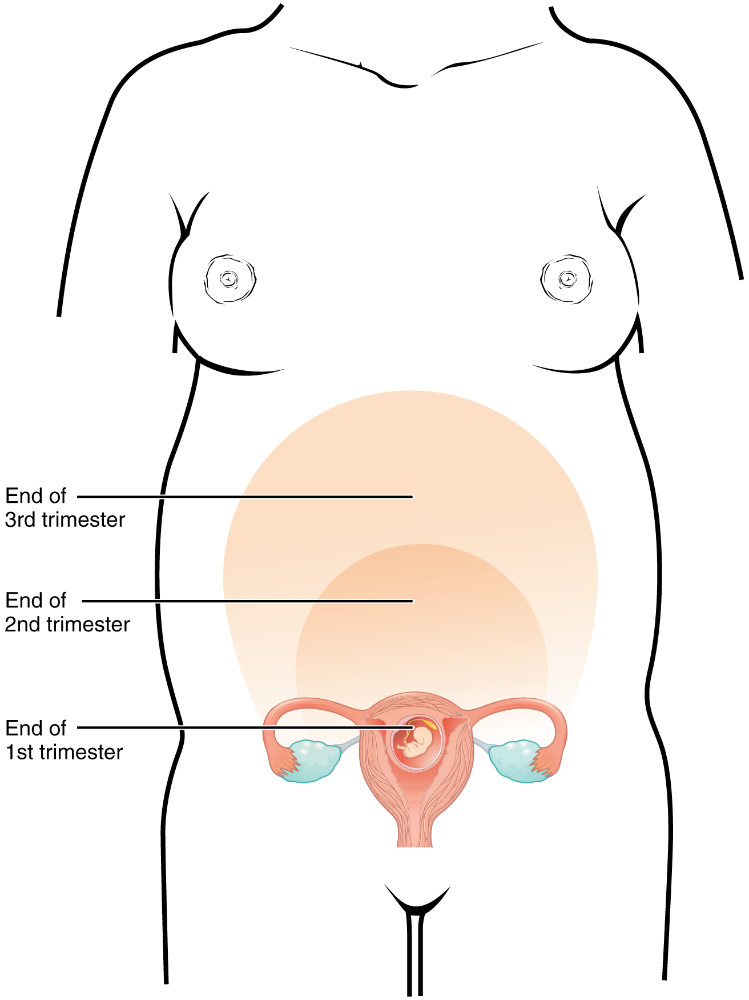 End of
3rd trimester
End of
2nd trimester
End of
1st trimester